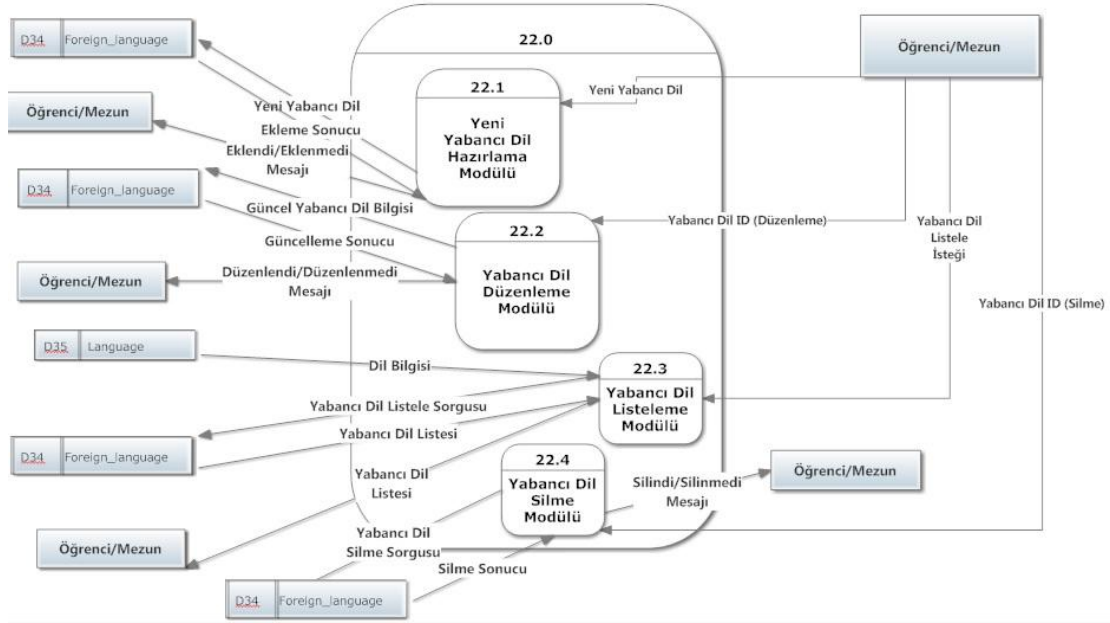 D34 Foreign_language
22.0
Öğrenci/Mezun
22.1
Yeni
Yabancı Dil
Hazırlama
Modülü
Yeni Yabancı Dil
Yeni Yabancı Dil
Ekleme Sonucu
Eklendi/Eklenmedi
Mesajı
Öğrenci/Mezun
D34 Foreign_language
Güncel Yabancı Dil Bilgisi
Güncelleme Sonucu
22.2
Yabancı Dil
Düzenleme
Modülü
Yabancı Dil ID (Düzenleme)
Yabancı Dil
Listele
İsteği
Öğrenci/Mezun
Düzenlendi/Düzenlenmedi
Mesajı
Yabancı Dil ID (Silme)
D35 Language
Dil Bilgisi
22.3
Yabancı Dil
Listeleme
Modülü
Yabancı Dil Listele Sorgusu
Yabancı Dil Listesi
D34 Foreign_language
22.4
Yabancı Dil
Silme
Modülü
Silindi/Silinmedi
Mesajı
Öğrenci/Mezun
Yabancı Dil
Listesi
Yabancı Dil
Silme Sorgusu
Öğrenci/Mezun
Silme Sonucu
D34 Foreign_language